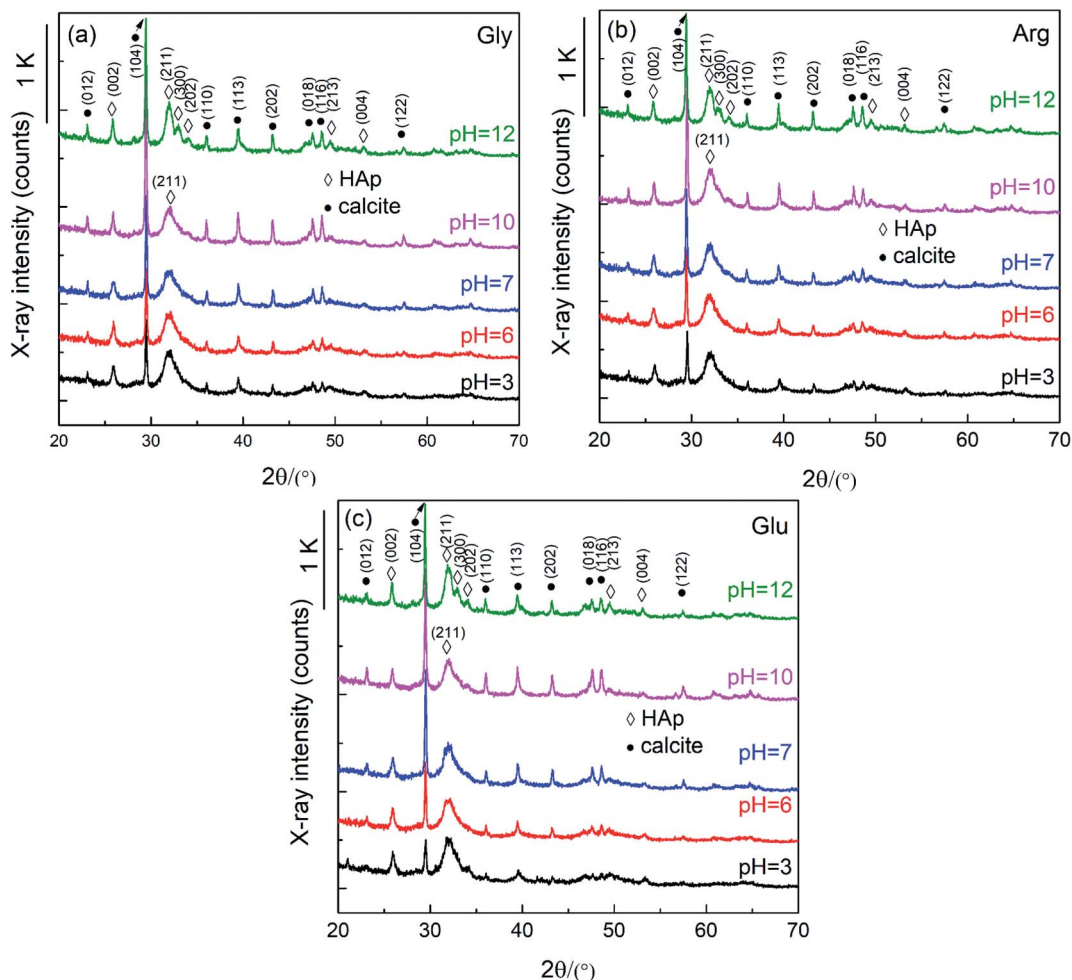 (a)
Gly
1 K
X-ray intensity (counts)
(012)
(002)
(104)
(211)
(300)
(202)
(110)
(113)
(202)
(018)
(116)
(213)
(004)
(122)
pH=12
(211)
◊ HAp
● calcite
pH=10
pH=7
pH=6
pH=3
20 30 40 50 60 70
2θ/(°)
(b)
Arg
1 K
X-ray intensity (counts)
(012)
(002)
(104)
(211)
(300)
(202)
(110)
(113)
(202)
(018)
(116)
(213)
(004)
(122)
pH=12
(211)
pH=10
◊ HAp
● calcite
pH=7
pH=6
pH=3
20 30 40 50 60 70
2θ/(°)
(c)
Glu
1 K
X-ray intensity (counts)
(012)
(002)
(104)
(211)
(300)
(202)
(110)
(113)
(202)
(018)
(116)
(213)
(004)
(122)
pH=12
(211)
pH=10
◊ HAp
● calcite
pH=7
pH=6
pH=3
20 30 40 50 60 70
2θ/(°)